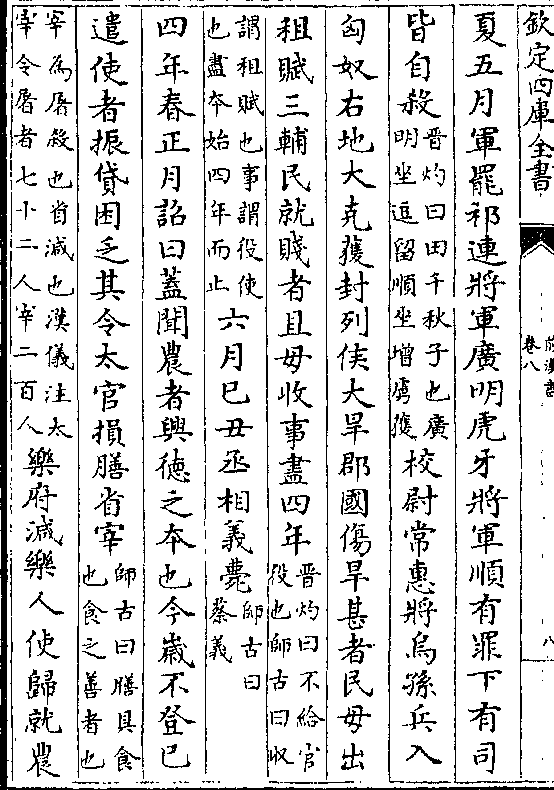 欽定四庫全書
前漢書
卷八
八
夏五月軍罷祁連將軍廣明虎牙將軍順有罪下有司
皆自殺晉灼曰田千秋子也廣明坐逗留順坐增虜獲校尉常惠將烏孫兵入
匈奴右地大克獲封列侯大旱郡國傷旱甚者民毋出
租賦三輔民就賤者且毋收事盡四年晉灼曰不給官役也師古曰收
謂租賦也事謂役使也盡本始四年而止六月己丑丞相義薨師古曰蔡義
四年春正月詔曰蓋聞農者興徳之本也今嵗不登已
遣使者振貸困乏其令太官損膳省宰師古曰膳具食也食之善者也
宰為屠殺也省減也漢儀注太宰令屠者七十二人宰二百人樂府減樂人使歸就農